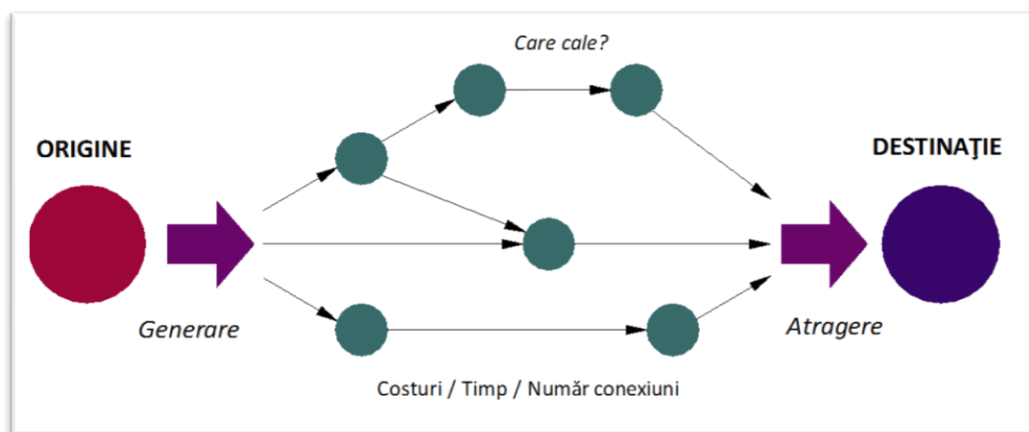 Care cale?
ORIGINE
DESTINAŢIE
Generare
Atragere
Costuri / Timp / Număr conexiuni